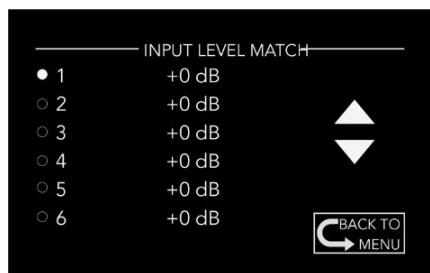 INPUT LEVEL MATCH
1 +0 dB
2 +0 dB
3 +0 dB
4 +0 dB
5 +0 dB
6 +0 dB
BACK TO
MENU